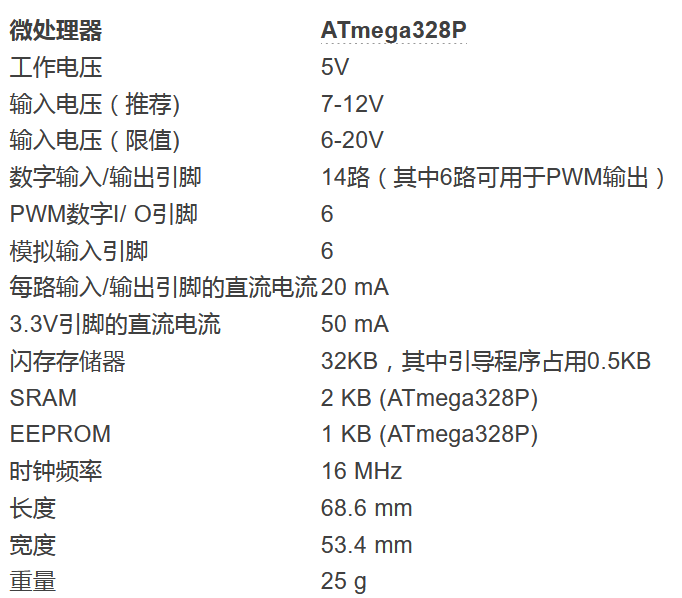 微处理器 ATmega328P
工作电压 5V
输入电压（推荐) 7-12V
输入电压（限值) 6-20V
数字输入/输出引脚 14路（其中6路可用于PWM输出）
PWM数字I/ O引脚 6
模拟输入引脚 6
每路输入/输出引脚的直流电流 20 mA
3.3V引脚的直流电流 50 mA
闪存存储器 32KB，其中引导程序占用0.5KB
SRAM 2 KB (ATmega328P)
EEPROM 1 KB (ATmega328P)
时钟频率 16 MHz
长度 68.6 mm
宽度 53.4 mm
重量 25 g